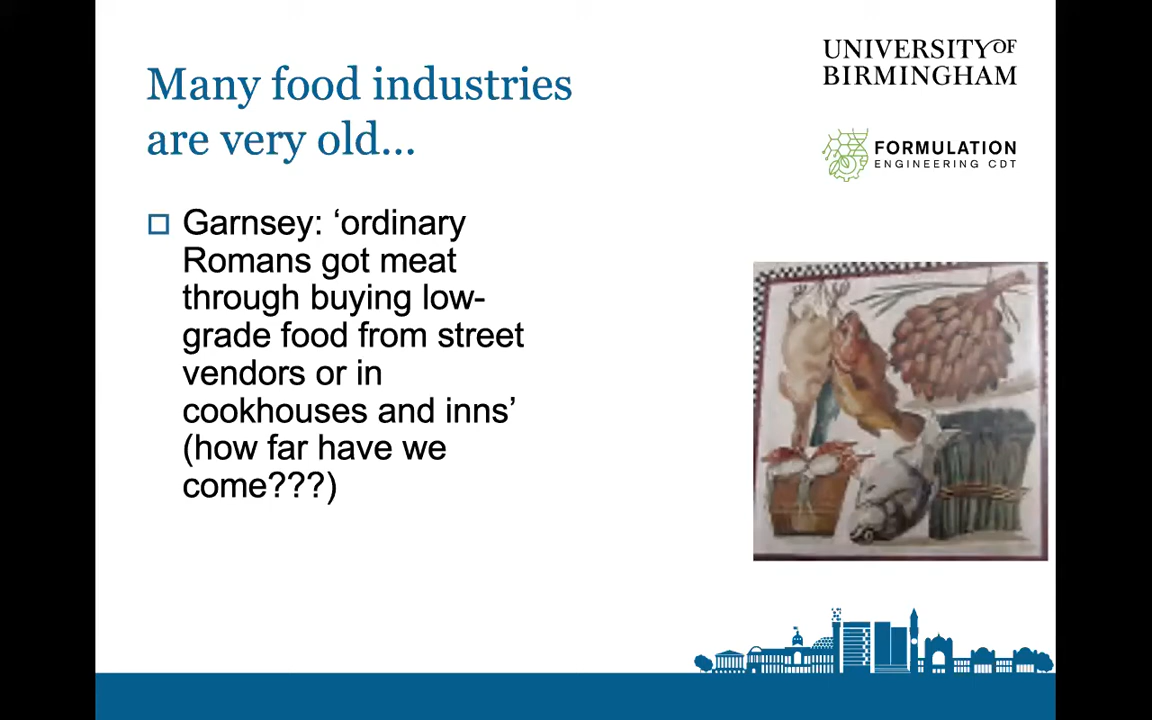 Many food industries
are very old...
UNIVERSITY OF
BIRMINGHAM
FORMULATION
ENGINEERING CDT
Garnsey: ‘ordinary
Romans got meat
through buying low-
grade food from street
vendors or in
cookhouses and inns’
(how far have we
come???)